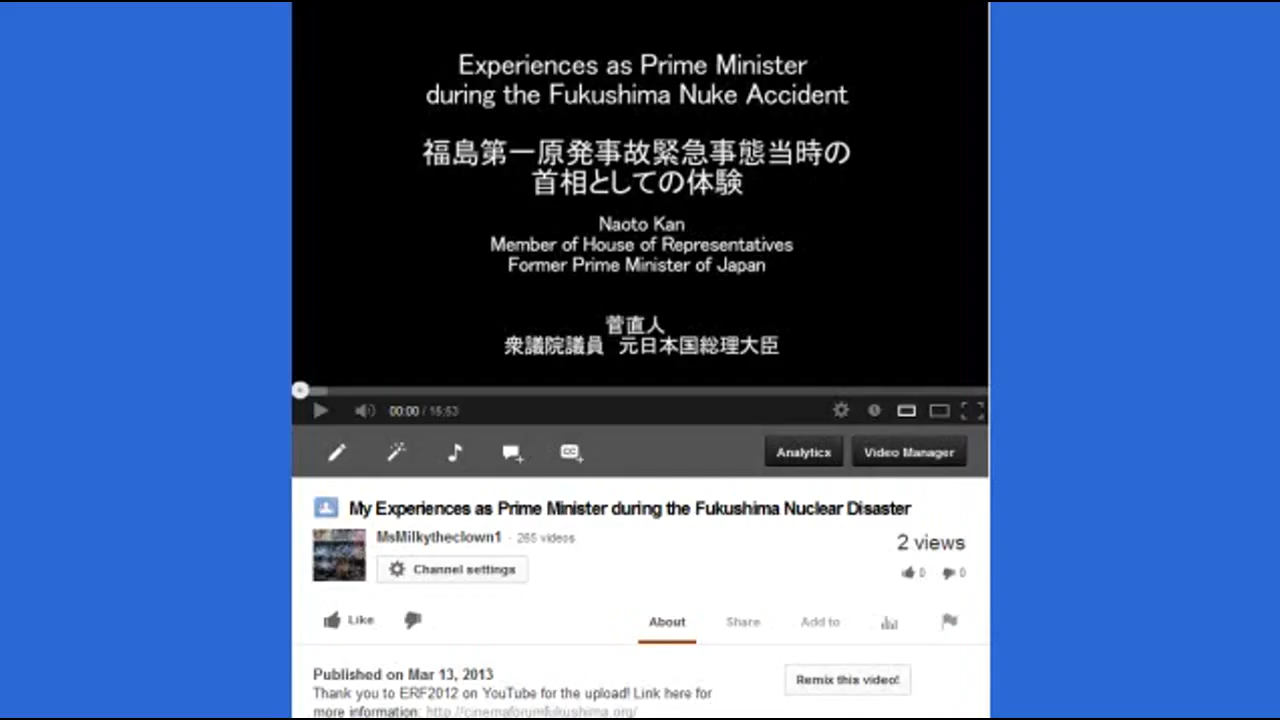 Experiences as Prime Minister
during the Fukushima Nuke Accident
福島第一原発事故緊急事態当時の
首相としての体験
Naoto Kan
Member of House of Representatives
Former Prime Minister of Japan
菅直人
衆議院議員 元日本国総理大臣
00:00 / 15:53
Analytics
Video Manager
My Experiences as Prime Minister during the Fukushima Nuclear Disaster
MsMilkytheclown1 · 265 videos
2 views
Channel settings
0 0
Like
About Share Add to
Published on Mar 13, 2013
Remix this video!
Thank you to ERF2012 on YouTube for the upload! Link here for
more information: http://cinemaforumfukushima.org/